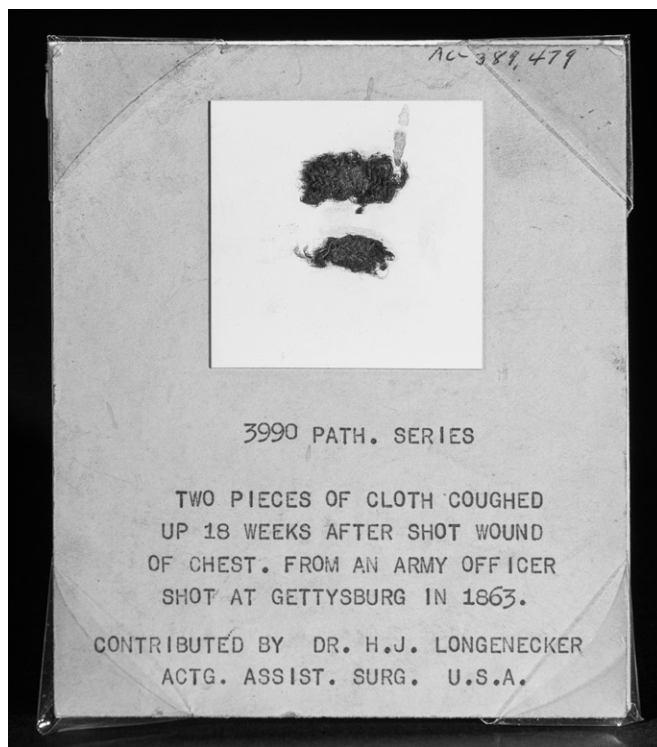 AC- 389,479
3990 PATH. SERIES
TWO PIECES OF CLOTH COUGHED
UP 18 WEEKS AFTER SHOT WOUND
OF CHEST. FROM AN ARMY OFFICER
SHOT AT GETTYSBURG IN 1863.
CONTRIBUTED BY DR. H.J. LONGENECKER
ACTG. ASSIST. SURG. U.S.A.